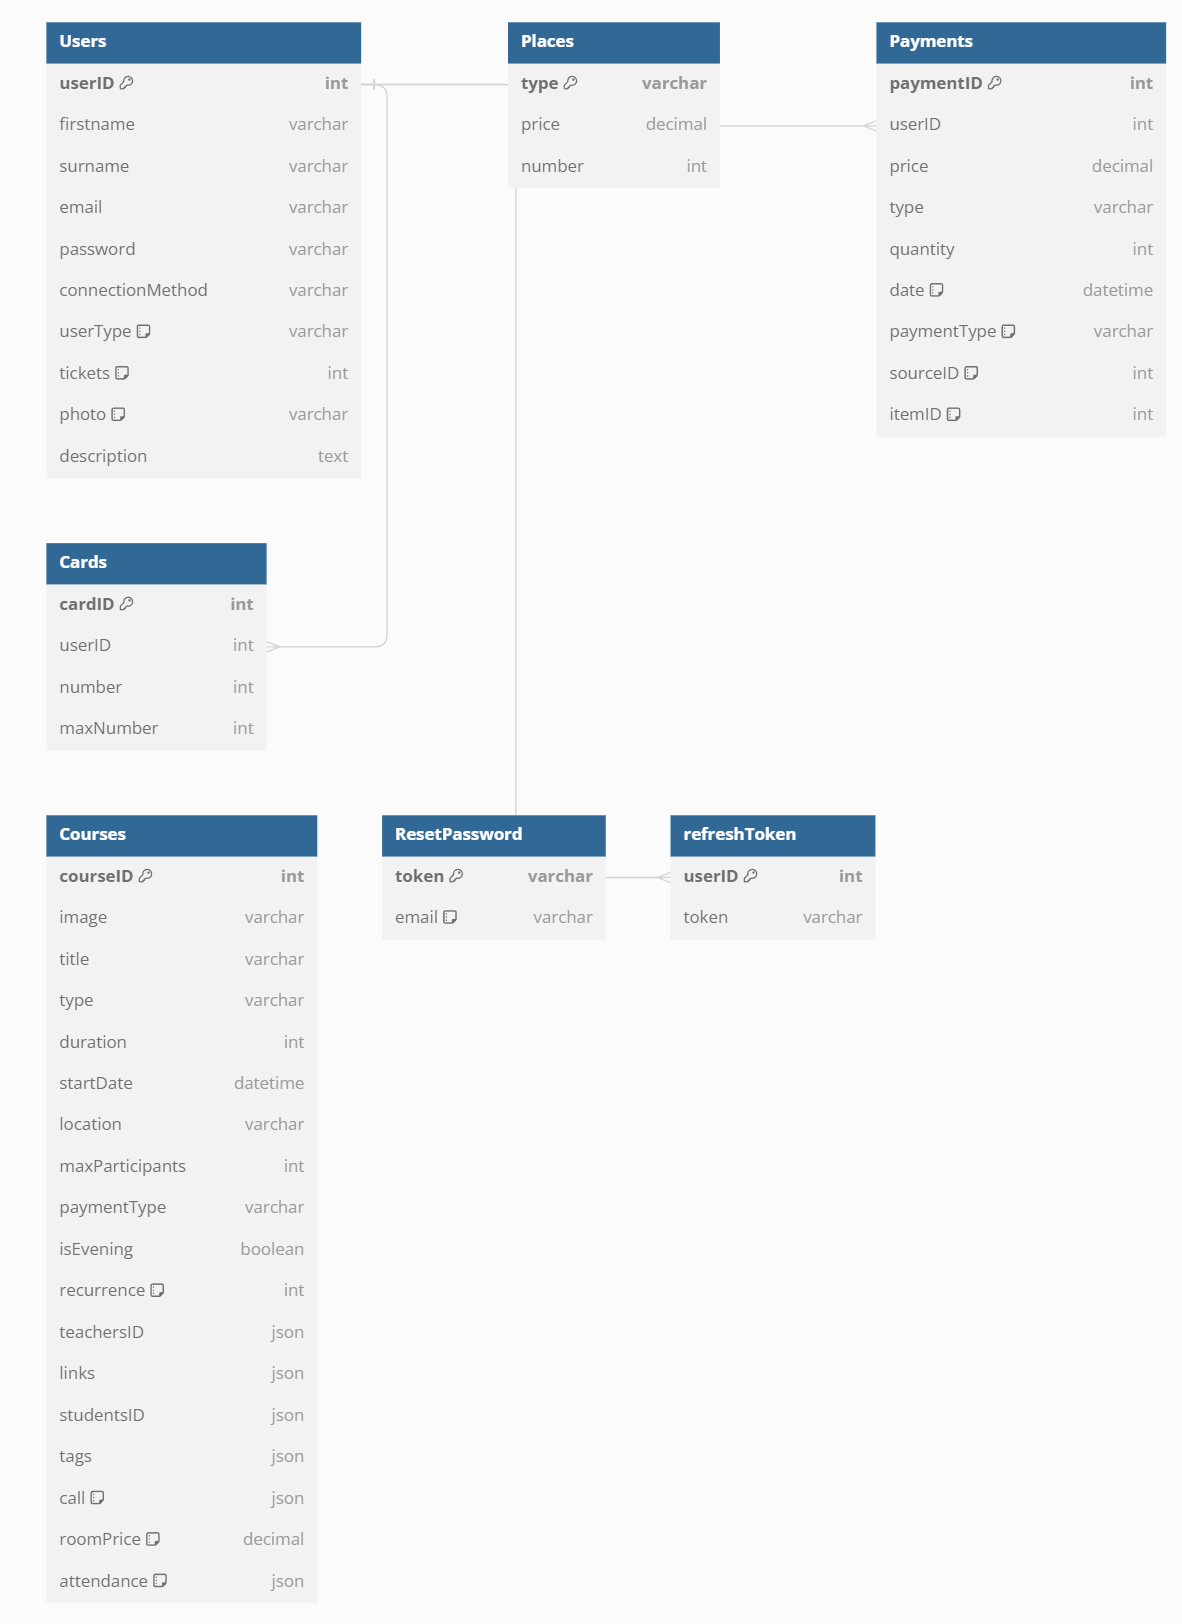 Users
userID int
firstname varchar
surname varchar
email varchar
password varchar
connectionMethod varchar
userType varchar
tickets int
photo varchar
description text
Places
type varchar
price decimal
number int
Payments
paymentID int
userID int
price decimal
type varchar
quantity int
date datetime
paymentType varchar
sourceID int
itemID int
Cards
cardID int
userID int
number int
maxNumber int
Courses
courseID int
image varchar
title varchar
type varchar
duration int
startDate datetime
location varchar
maxParticipants int
paymentType varchar
isEvening boolean
recurrence int
teachersID json
links json
studentsID json
tags json
call json
roomPrice decimal
attendance json
ResetPassword
token varchar
email varchar
refreshToken
userID int
token varchar